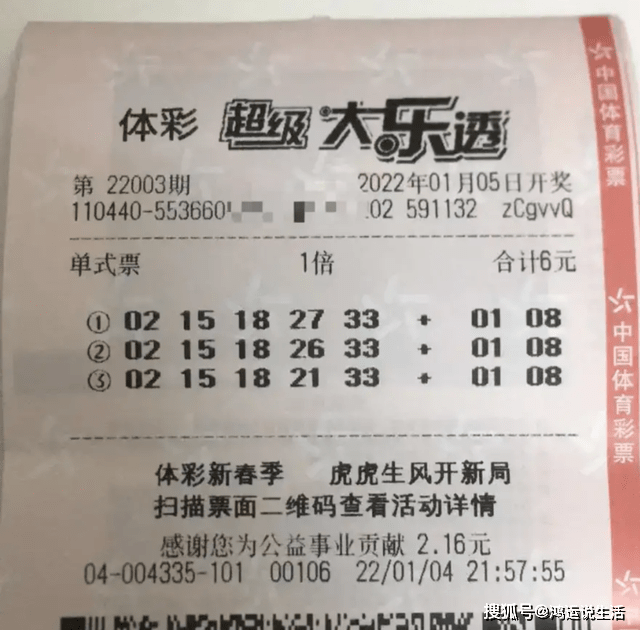 体彩 超级大乐透
第 22003期 2022年01月05日开奖
110440-553660 .02 591132 zCgvvQ
单式票 1倍 合计6元
① 02 15 18 27 33 + 01 08
② 02 15 18 26 33 + 01 08
③ 02 15 18 21 33 + 01 08
体彩新春季 虎虎生风开新局
扫描票面二维码查看活动详情
感谢您为公益事业贡献 2.16元
04-004335-101 00106 22/01/04 21:57:55
中国体育彩票
中国体育彩票
搜狐号@鸿运说生活